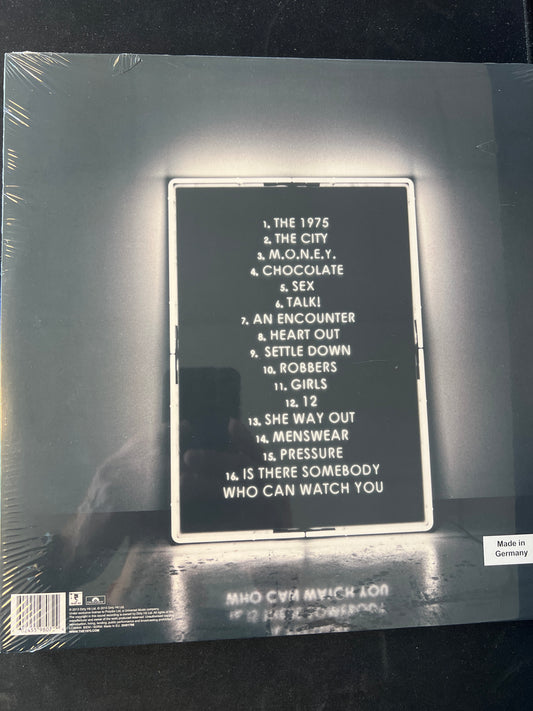 1. THE 1975
2. THE CITY
3. M.O.N.E.Y.
4. CHOCOLATE
5. SEX
6. TALK!
7. AN ENCOUNTER
8. HEART OUT
9. SETTLE DOWN
10. ROBBERS
11. GIRLS
12. 12
13. SHE WAY OUT
14. MENSWEAR
15. PRESSURE
16. IS THERE SOMEBODY
WHO CAN WATCH YOU
Made in
Germany